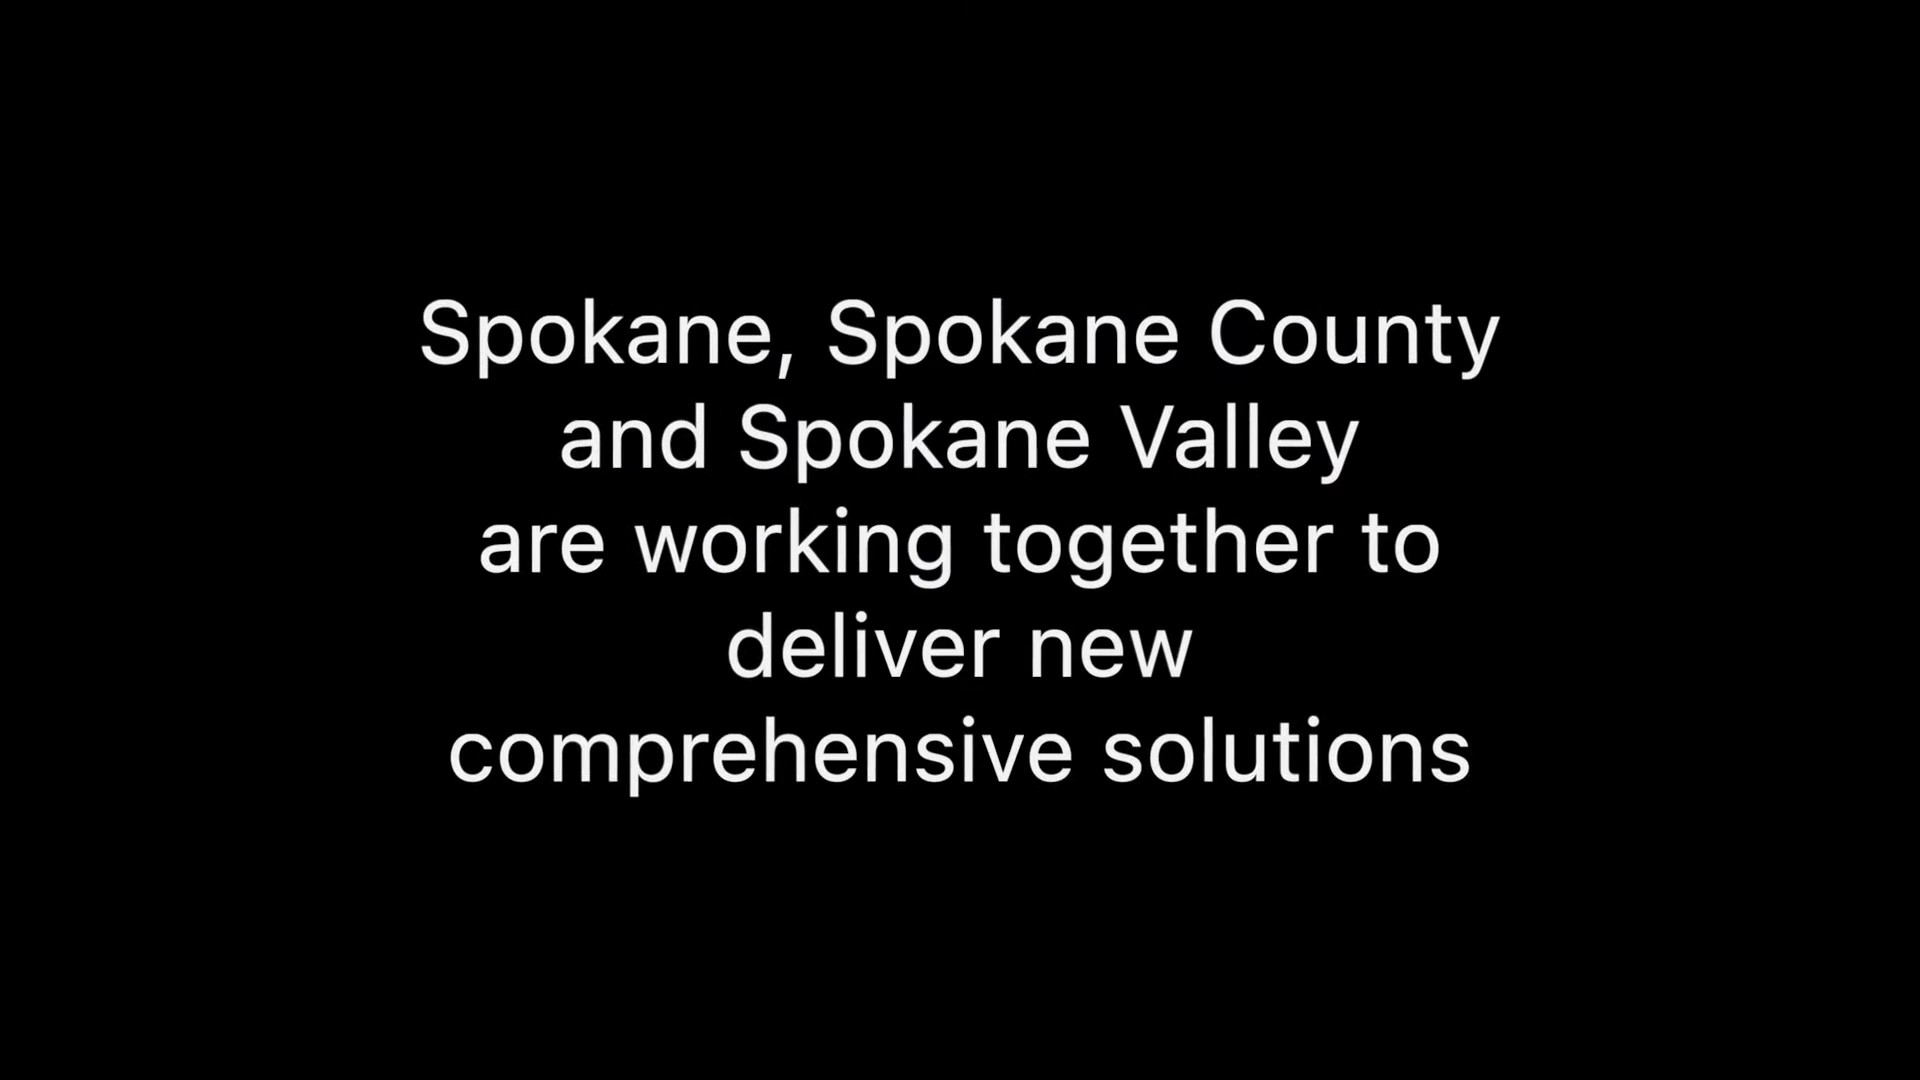 Spokane, Spokane County
and Spokane Valley
are working together to
deliver new
comprehensive solutions